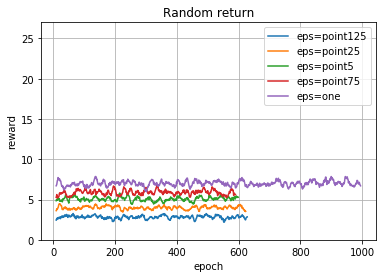 Random return
eps=point125
eps=point25
eps=point5
eps=point75
eps=one
reward
25
20
15
10
5
0
0 200 400 600 800 1000
epoch